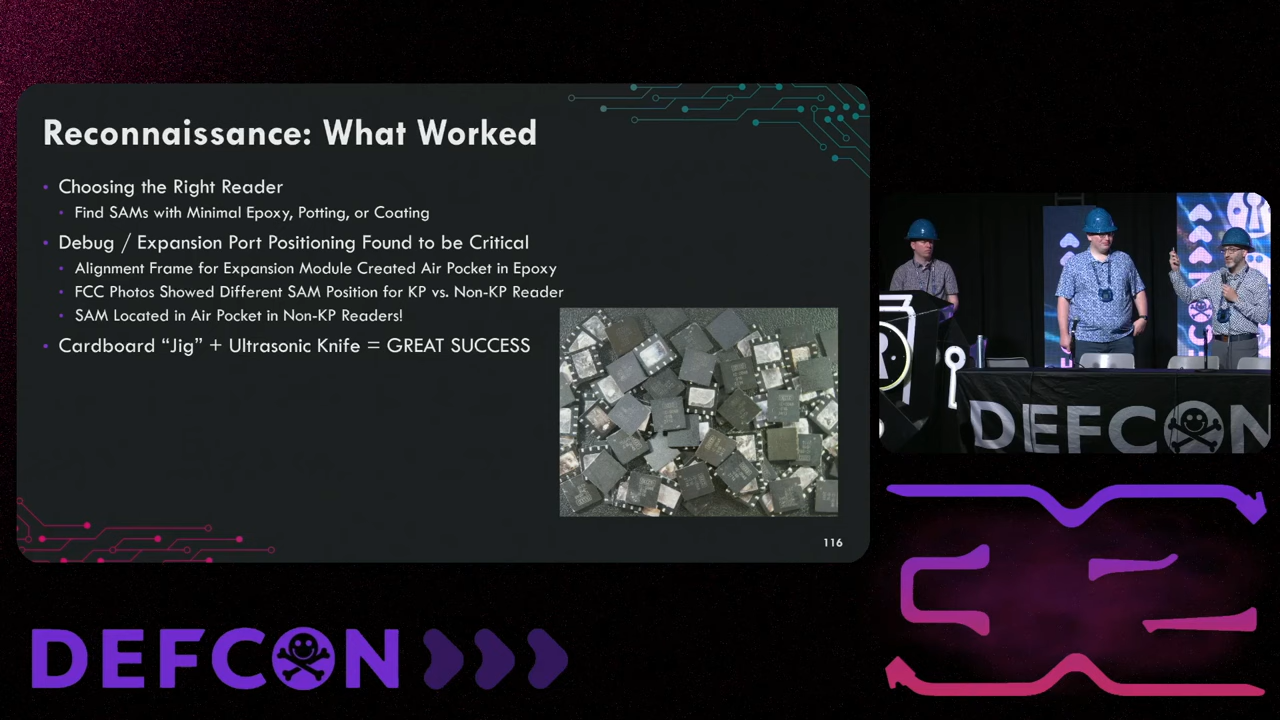 Reconnaissance: What Worked
• Choosing the Right Reader
• Find SAMs with Minimal Epoxy, Potting, or Coating
• Debug / Expansion Port Positioning Found to be Critical
• Alignment Frame for Expansion Module Created Air Pocket in Epoxy
• FCC Photos Showed Different SAM Position for KP vs. Non-KP Reader
• SAM Located in Air Pocket in Non-KP Readers!
• Cardboard “Jig” + Ultrasonic Knife = GREAT SUCCESS
116
DEFCON
DEFCON